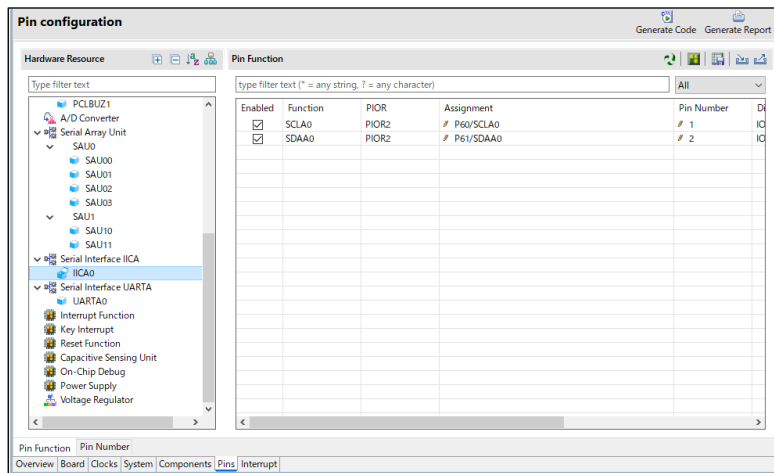 Pin configuration
Generate Code Generate Report
Hardware Resource
Pin Function
Type filter text
type filter text (* = any string, ? = any character)
All
PCLBUZ1
A/D Converter
Serial Array Unit
SAU0
SAU00
SAU01
SAU02
SAU03
SAU1
SAU10
SAU11
Serial Interface IICA
IICA0
Serial Interface UARTA
UARTA0
Interrupt Function
Key Interrupt
Reset Function
Capacitive Sensing Unit
On-Chip Debug
Power Supply
Voltage Regulator
Enabled Function PIOR Assignment Pin Number Di
SCLA0 PIOR2 P60/SCLA0 1 IO
SDAA0 PIOR2 P61/SDAA0 2 IO
Pin Function Pin Number
Overview Board Clocks System Components Pins Interrupt